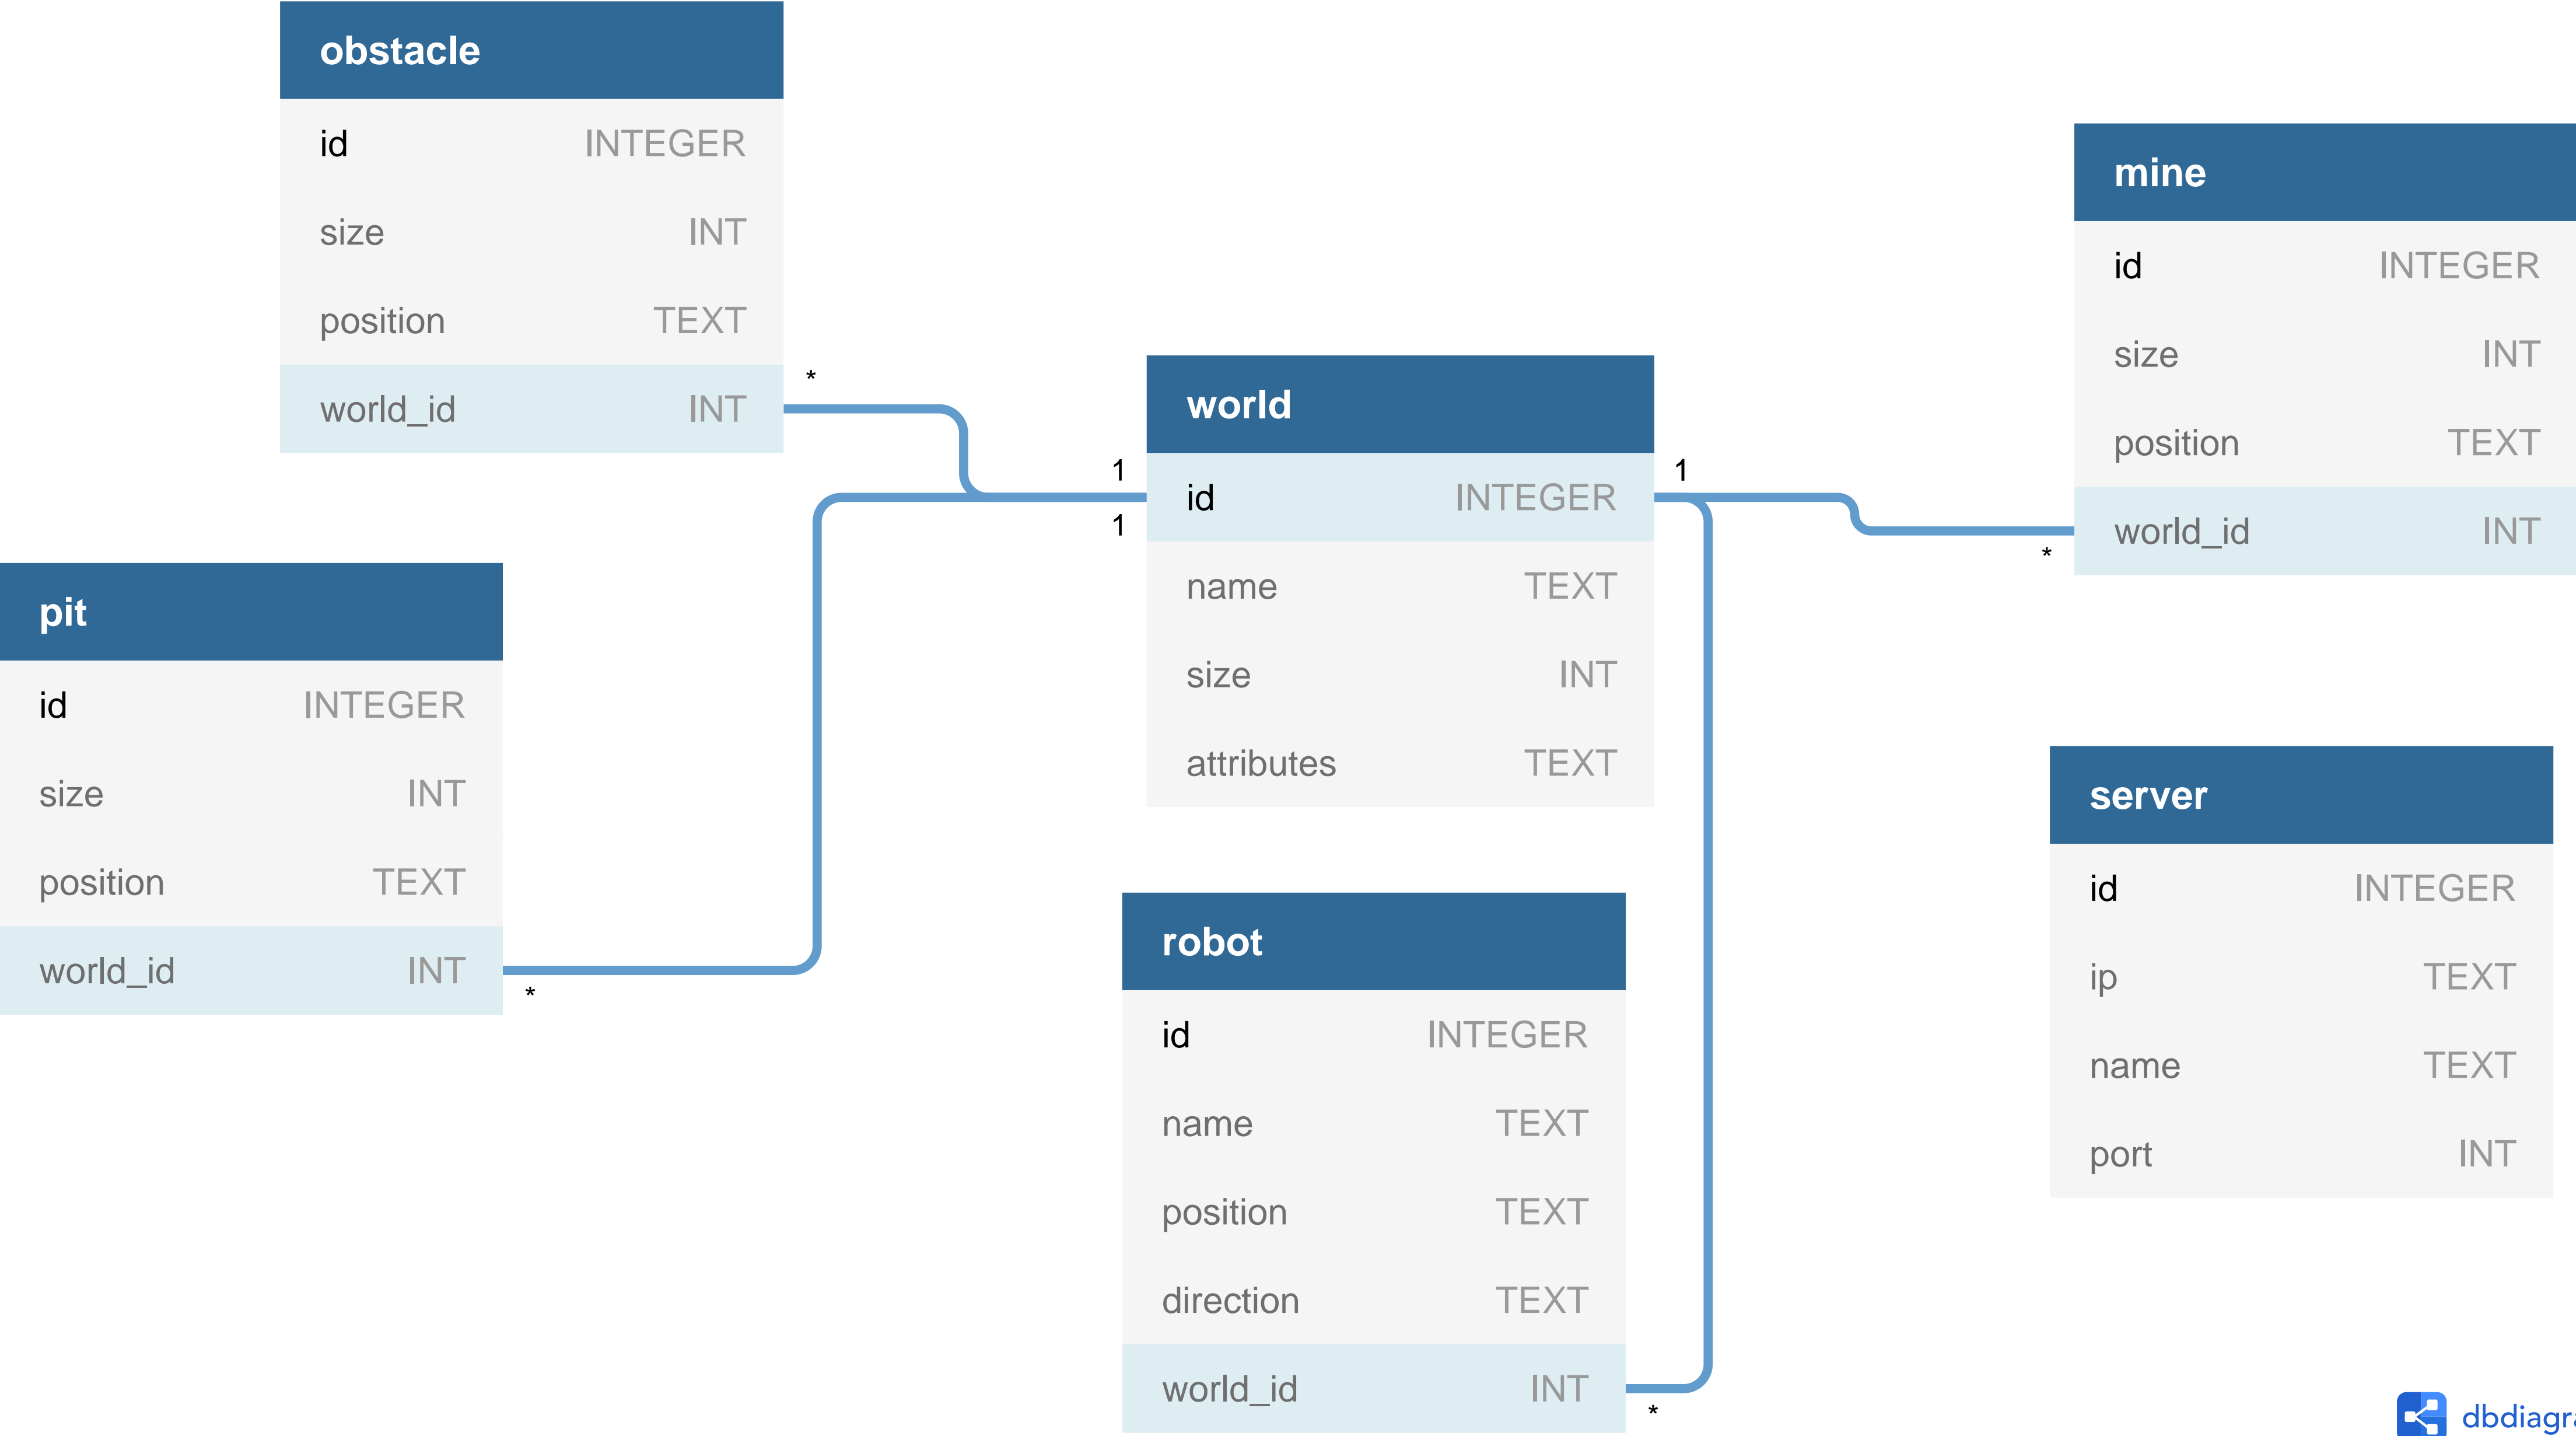 obstacle
id INTEGER
size INT
position TEXT
world_id INT
*
mine
id INTEGER
size INT
position TEXT
world_id INT
*
world
1
1
1
id INTEGER
name TEXT
size INT
attributes TEXT
pit
id INTEGER
size INT
position TEXT
world_id INT
*
server
id INTEGER
ip TEXT
name TEXT
port INT
robot
id INTEGER
name TEXT
position TEXT
direction TEXT
world_id INT
*
dbdiagra